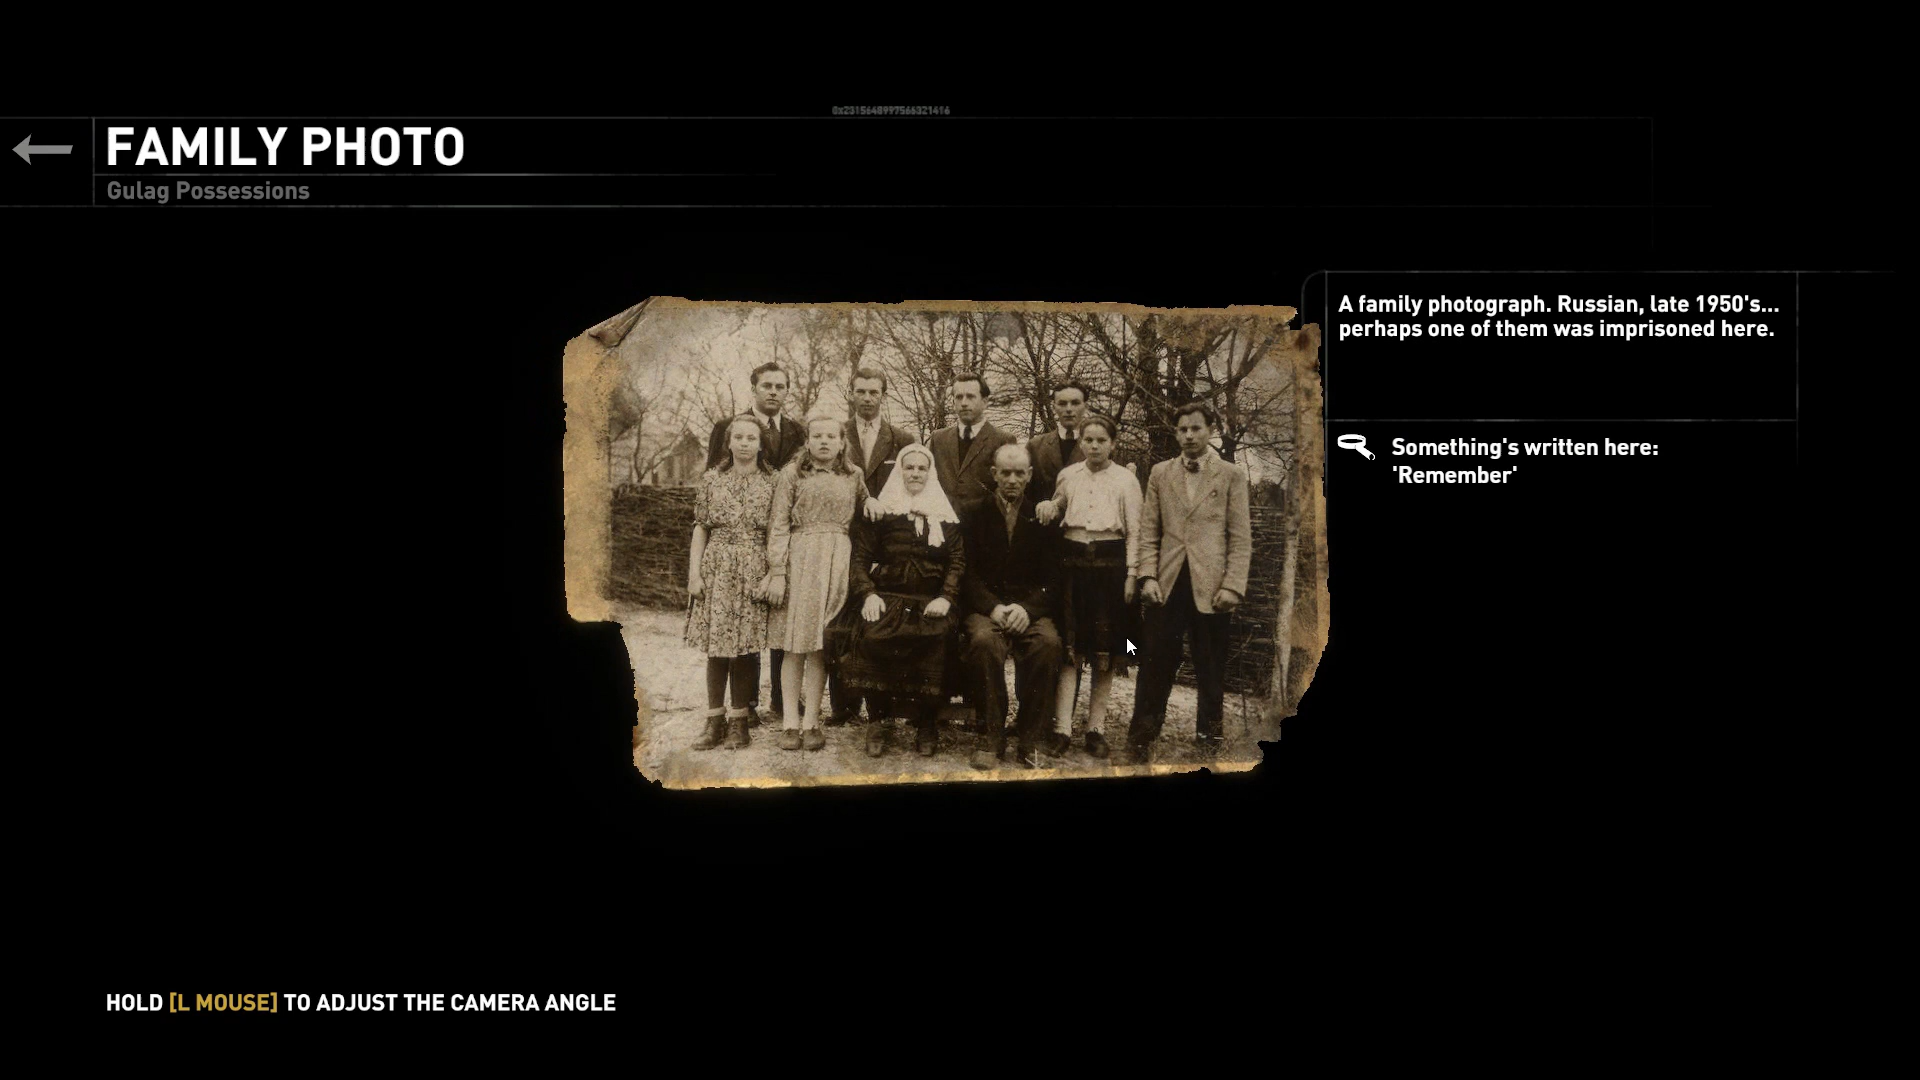 0x2315648997566321416
FAMILY PHOTO
Gulag Possessions
A family photograph. Russian, late 1950's...
perhaps one of them was imprisoned here.
Something's written here:
'Remember'
HOLD [L MOUSE] TO ADJUST THE CAMERA ANGLE